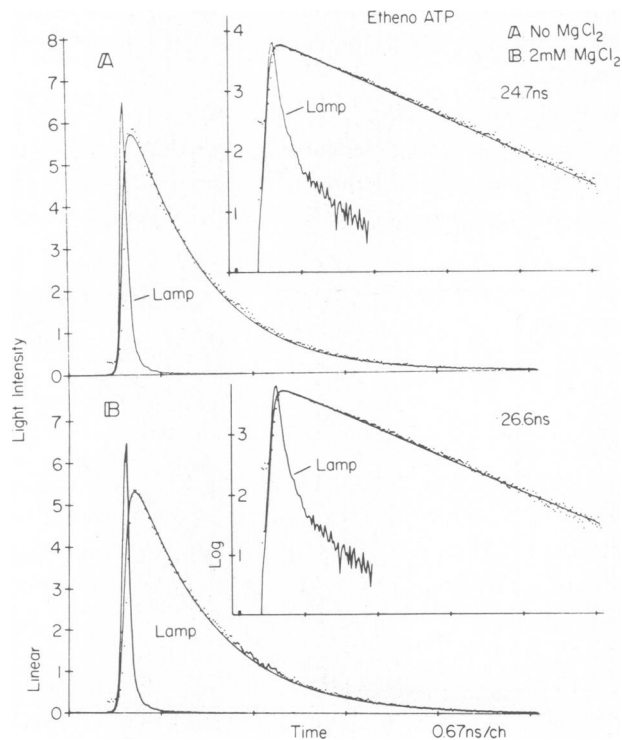 Etheno ATP
A. No MgCl2
B. 2mM MgCl2
A
8
7
6
5
4
3
2
1
0
Lamp
4
3
2
1
Lamp
24.7ns
Light Intensity
B
7
6
5
4
3
2
1
0
Lamp
Linear
3
2
1
Log
Lamp
26.6ns
Time
0.67ns/ch